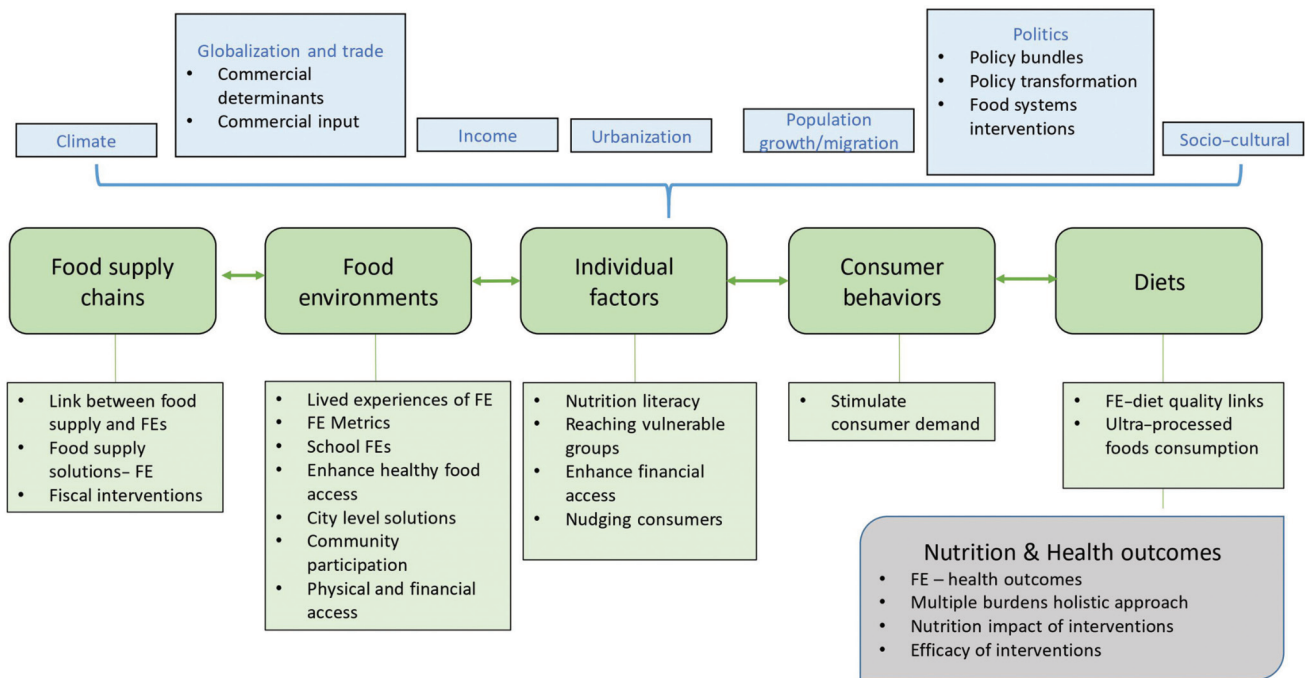 Climate
Globalization and trade
• Commercial
determinants
• Commercial input
Income
Urbanization
Population
growth/migration
Politics
• Policy bundles
• Policy transformation
• Food systems
interventions
Socio-cultural
Food supply
chains
Food
environments
Individual
factors
Consumer
behaviors
Diets
• Link between food
supply and FEs
• Food supply
solutions– FE
• Fiscal interventions
• Lived experiences of FE
• FE Metrics
• School FEs
• Enhance healthy food
access
• City level solutions
• Community
participation
• Physical and financial
access
• Nutrition literacy
• Reaching vulnerable
groups
• Enhance financial
access
• Nudging consumers
• Stimulate
consumer demand
• FE–diet quality links
• Ultra-processed
foods consumption
Nutrition & Health outcomes
• FE – health outcomes
• Multiple burdens holistic approach
• Nutrition impact of interventions
• Efficacy of interventions